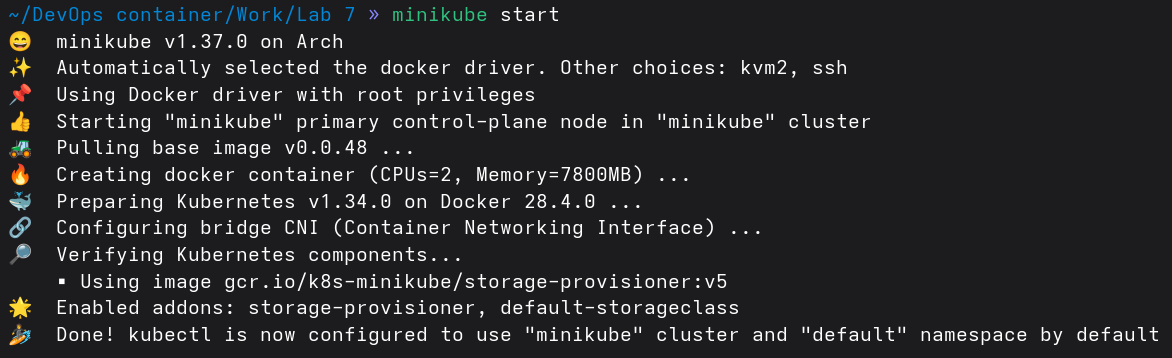 ~/DevOps container/Work/Lab 7 » minikube start
😄 minikube v1.37.0 on Arch
✨ Automatically selected the docker driver. Other choices: kvm2, ssh
📌 Using Docker driver with root privileges
👍 Starting "minikube" primary control-plane node in "minikube" cluster
🚜 Pulling base image v0.0.48 ...
🔥 Creating docker container (CPUs=2, Memory=7800MB) ...
🐳 Preparing Kubernetes v1.34.0 on Docker 28.4.0 ...
🔗 Configuring bridge CNI (Container Networking Interface) ...
🔎 Verifying Kubernetes components...
▪ Using image gcr.io/k8s-minikube/storage-provisioner:v5
🌟 Enabled addons: storage-provisioner, default-storageclass
🏄 Done! kubectl is now configured to use "minikube" cluster and "default" namespace by default